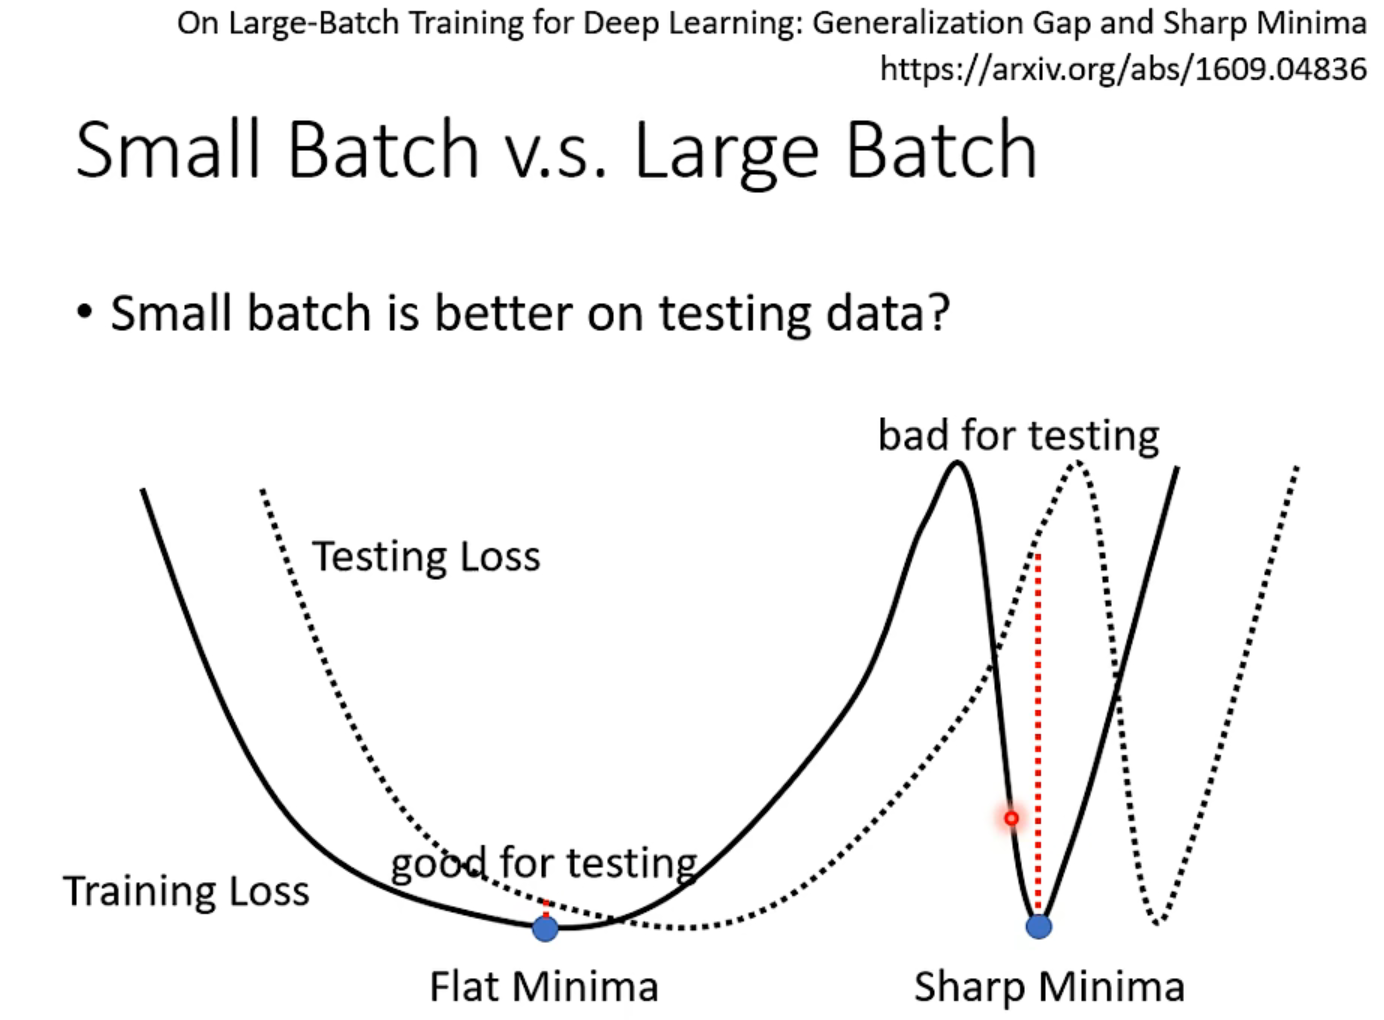 On Large-Batch Training for Deep Learning: Generalization Gap and Sharp Minima
https://arxiv.org/abs/1609.04836
Small Batch v.s. Large Batch
• Small batch is better on testing data?
bad for testing
Testing Loss
good for testing
Training Loss
Flat Minima
Sharp Minima